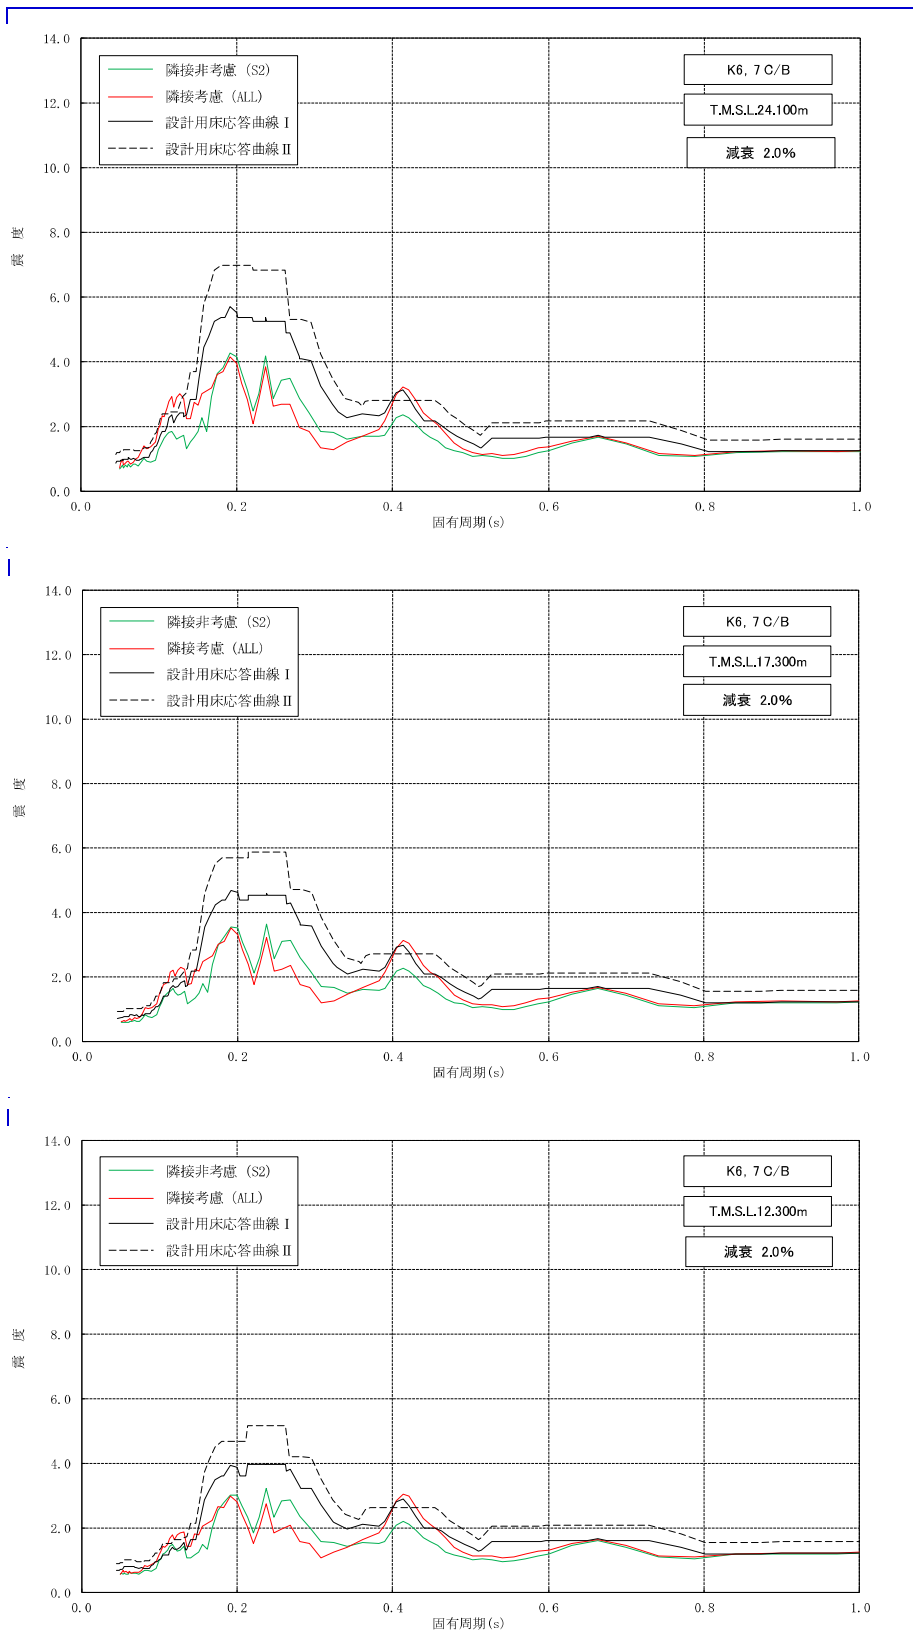 14.0
12.0
10.0
8.0
6.0
4.0
2.0
0.0
震 度
隣接非考慮 (S2)
隣接考慮 (ALL)
設計用床応答曲線Ⅰ
設計用床応答曲線Ⅱ
K6, 7 C/B
T.M.S.L.24.100m
減衰 2.0%
0.0 0.2 0.4 0.6 0.8 1.0
固有周期(s)
14.0
12.0
10.0
8.0
6.0
4.0
2.0
0.0
震 度
隣接非考慮 (S2)
隣接考慮 (ALL)
設計用床応答曲線Ⅰ
設計用床応答曲線Ⅱ
K6, 7 C/B
T.M.S.L.17.300m
減衰 2.0%
0.0 0.2 0.4 0.6 0.8 1.0
固有周期(s)
14.0
12.0
10.0
8.0
6.0
4.0
2.0
0.0
震 度
隣接非考慮 (S2)
隣接考慮 (ALL)
設計用床応答曲線Ⅰ
設計用床応答曲線Ⅱ
K6, 7 C/B
T.M.S.L.12.300m
減衰 2.0%
0.0 0.2 0.4 0.6 0.8 1.0
固有周期(s)